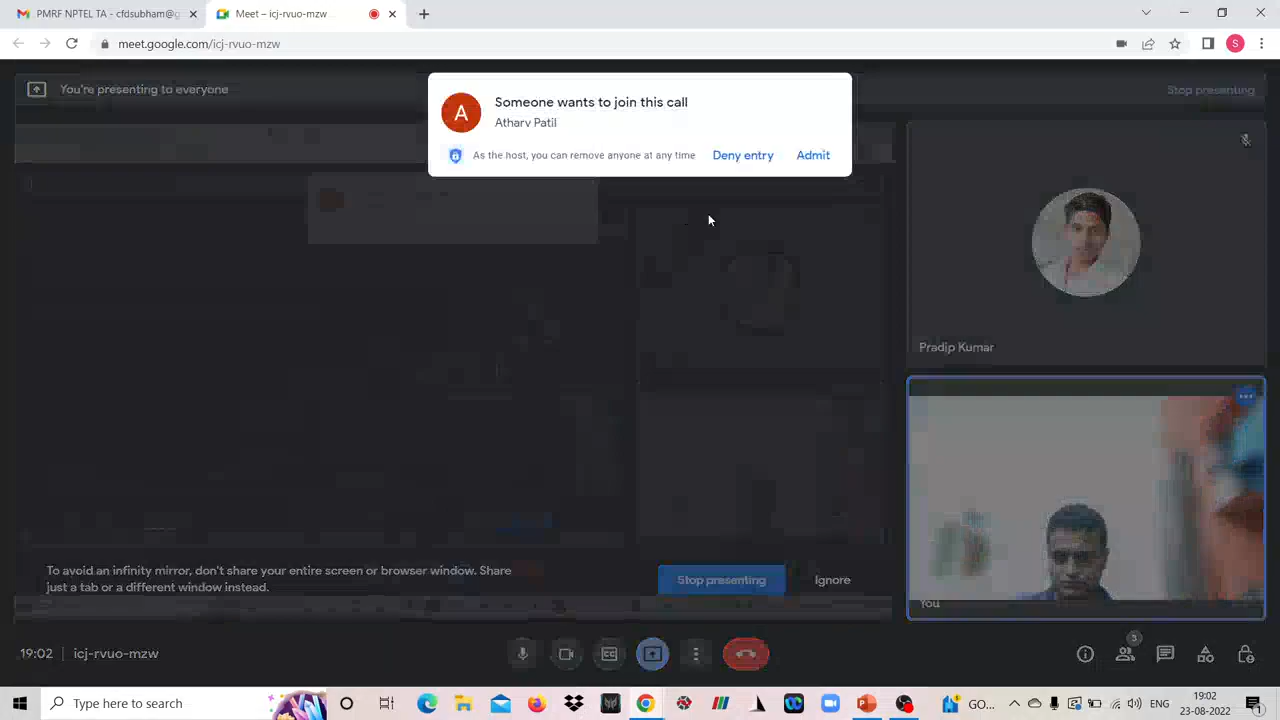 PMRF NPTEL TA - cfdsubham@g
Meet – icj-rvuo-mzw
meet.google.com/icj-rvuo-mzw
S
You're presenting to everyone
Stop presenting
A
Someone wants to join this call
Atharv Patil
As the host, you can remove anyone at any time
Deny entry
Admit
Pradip Kumar
To avoid an infinity mirror, don't share your entire screen or browser window. Share
just a tab or a different window instead.
Stop presenting
Ignore
You
19:02 | icj-rvuo-mzw
3
Type here to search
GO...
ENG
19:02
23-08-2022
1